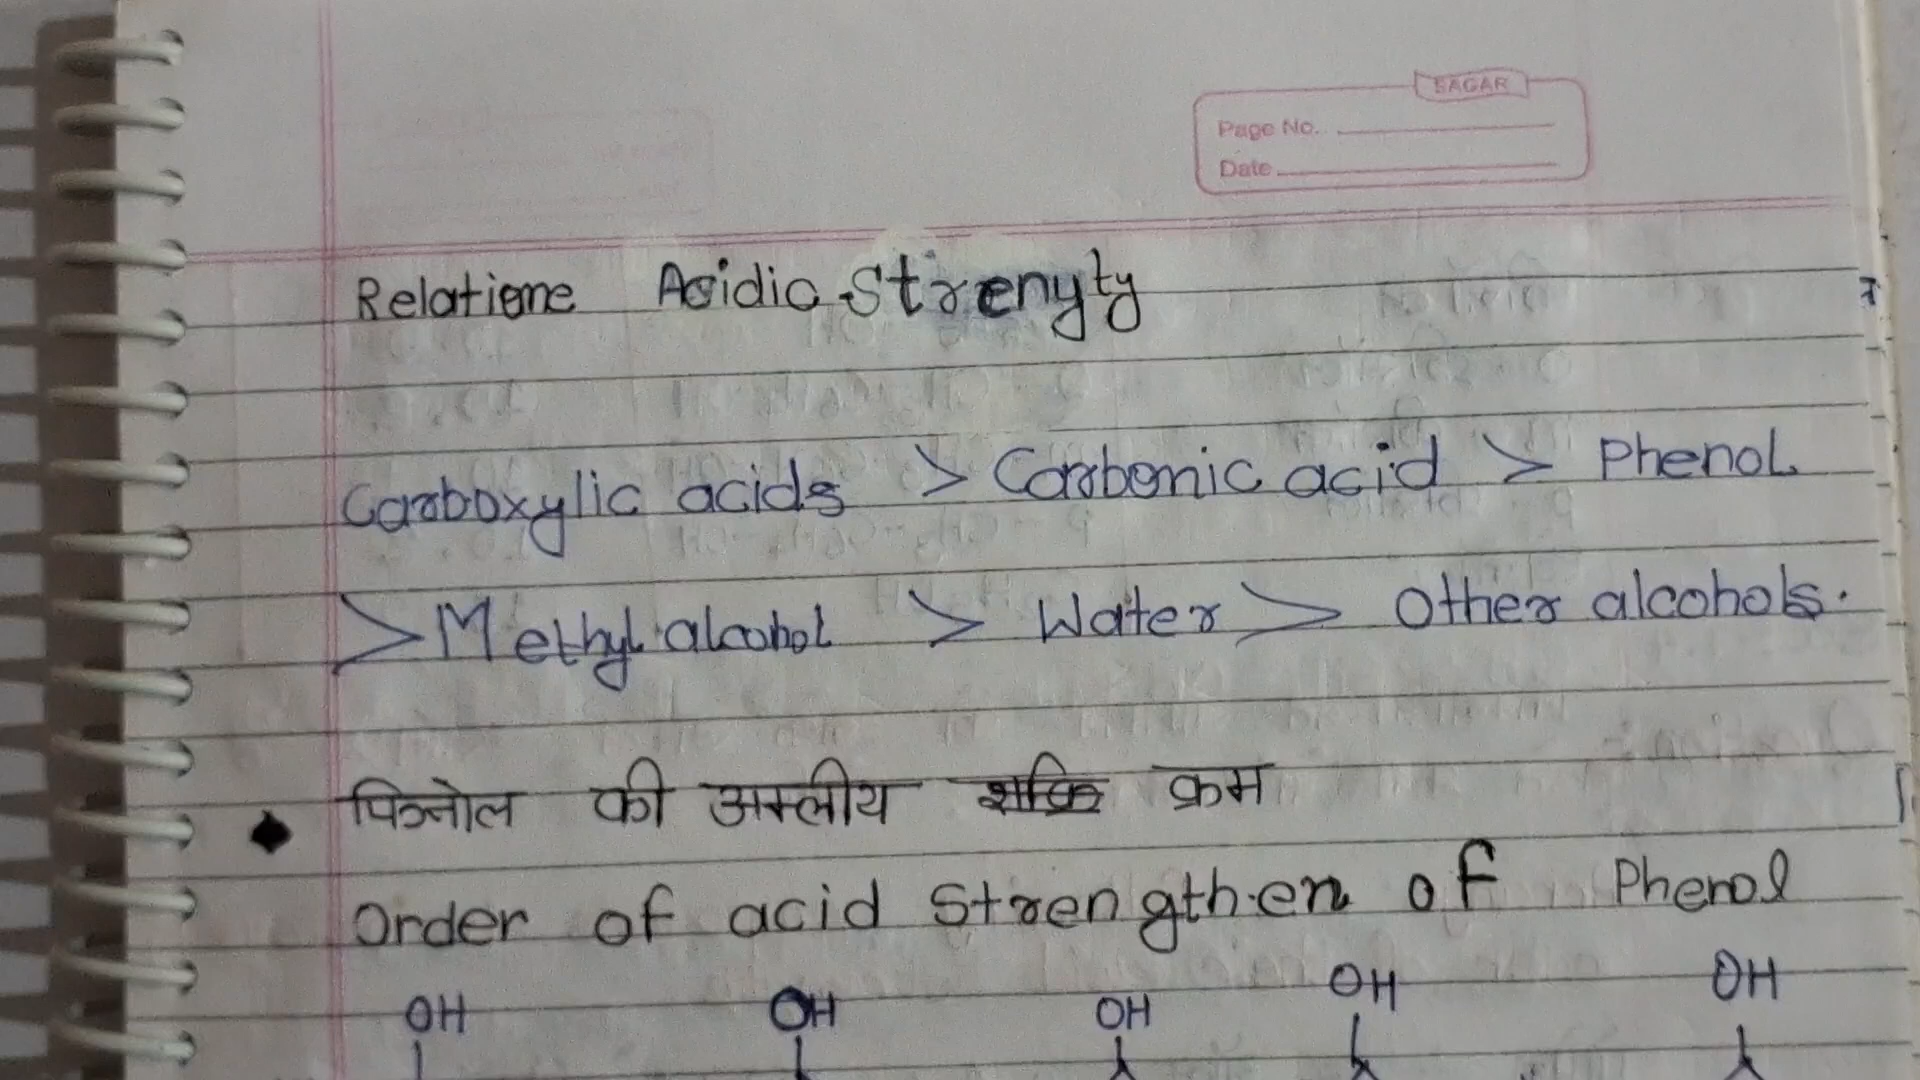 SAGAR
Page No.
Date
Relatione Acidic Strenyty
Carboxylic acids > Carbonic acid > Phenol
> Methyl alcohol > Water > Other alcohols.
फिनोल की अम्लीय शक्ति क्रम
Order of acid Strengthen of Phenol
OH OH OH OH OH